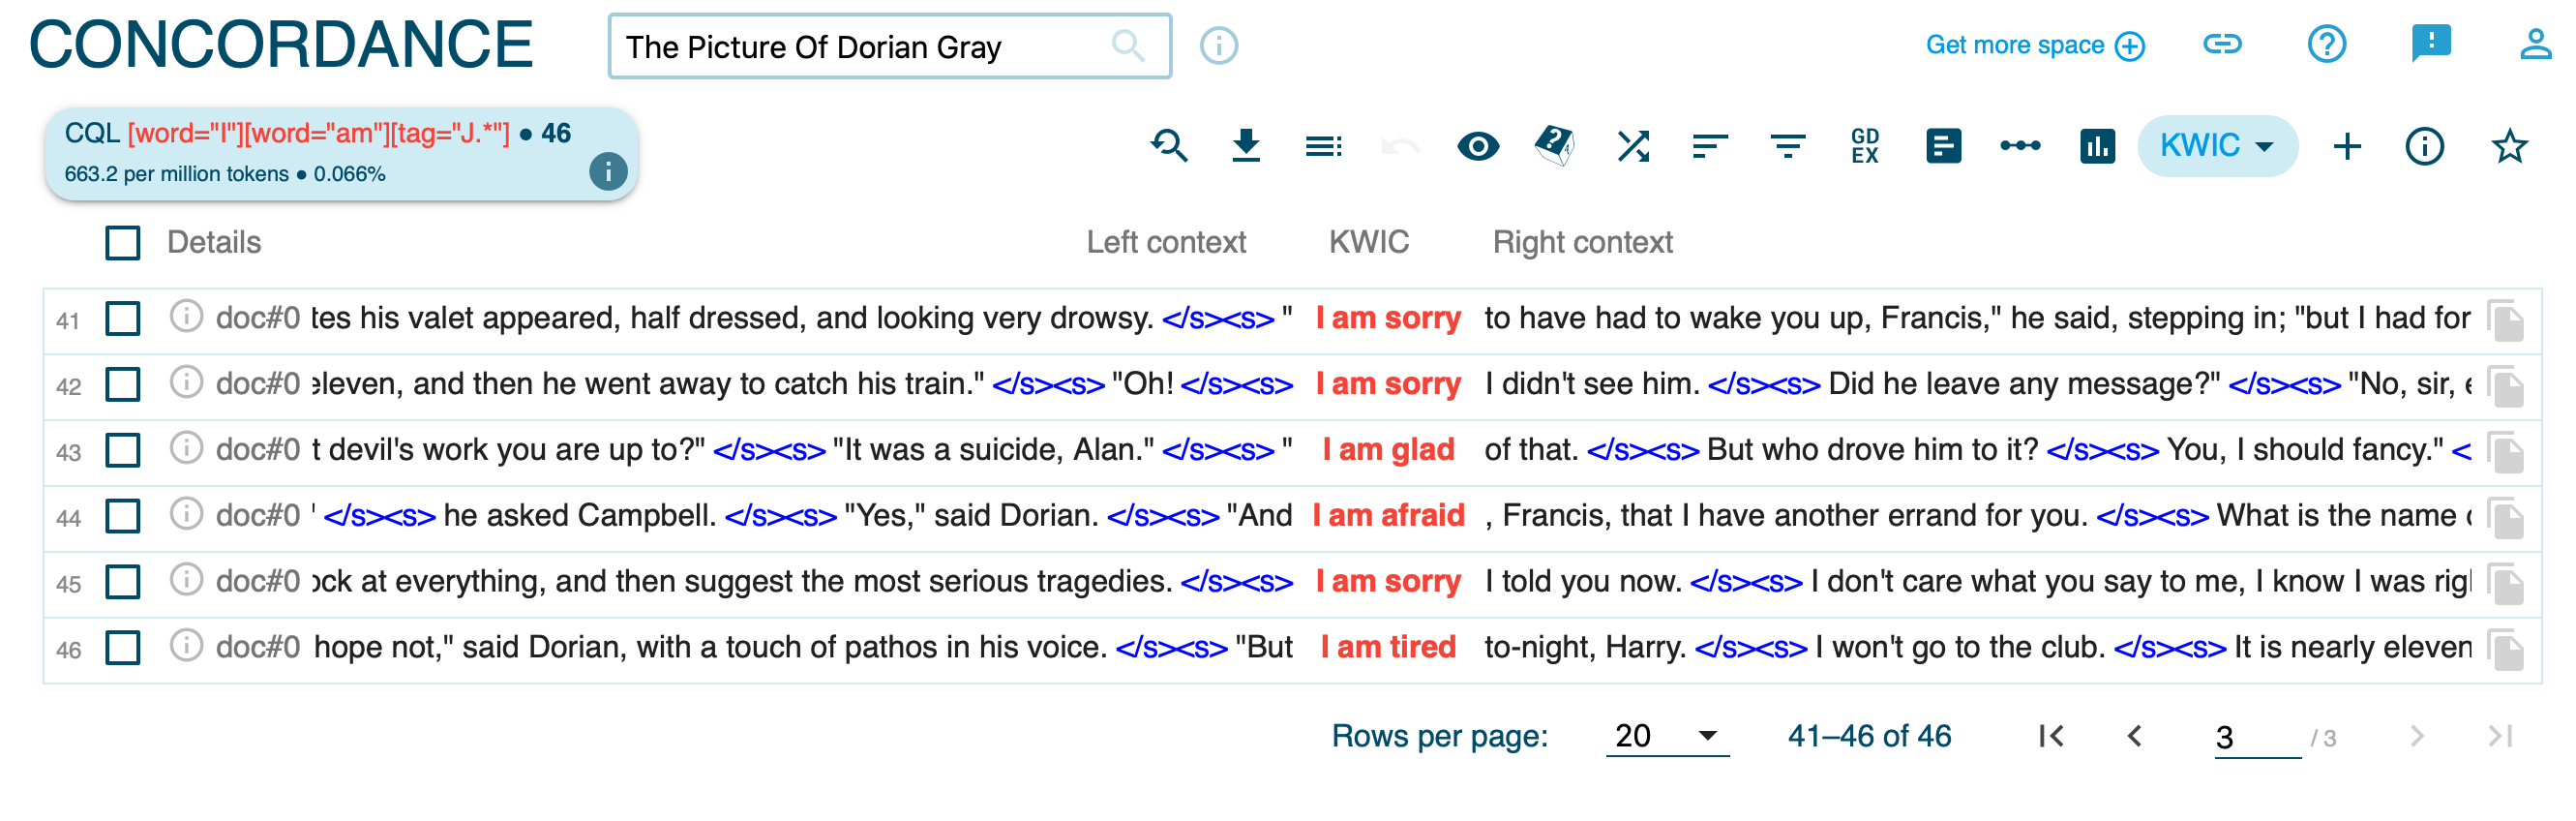 CONCORDANCE The Picture Of Dorian Gray Get more space
CQL [word="I"][word="am"][tag="J.*"] ● 46
663.2 per million tokens ● 0.066%
GD EX KWIC
Details Left context KWIC Right context
41 doc#0 tes his valet appeared, half dressed, and looking very drowsy. </s><s> " I am sorry to have had to wake you up, Francis," he said, stepping in; "but I had for
42 doc#0 eleven, and then he went away to catch his train." </s><s> "Oh! </s><s> I am sorry I didn't see him. </s><s> Did he leave any message?" </s><s> "No, sir,
43 doc#0 t devil's work you are up to?" </s><s> "It was a suicide, Alan." </s><s> " I am glad of that. </s><s> But who drove him to it? </s><s> You, I should fancy." <
44 doc#0 ' </s><s> he asked Campbell. </s><s> "Yes," said Dorian. </s><s> "And I am afraid , Francis, that I have another errand for you. </s><s> What is the name
45 doc#0 ock at everything, and then suggest the most serious tragedies. </s><s> I am sorry I told you now. </s><s> I don't care what you say to me, I know I was rig
46 doc#0 hope not," said Dorian, with a touch of pathos in his voice. </s><s> "But I am tired to-night, Harry. </s><s> I won't go to the club. </s><s> It is nearly eleven
Rows per page: 20 41–46 of 46 3 / 3